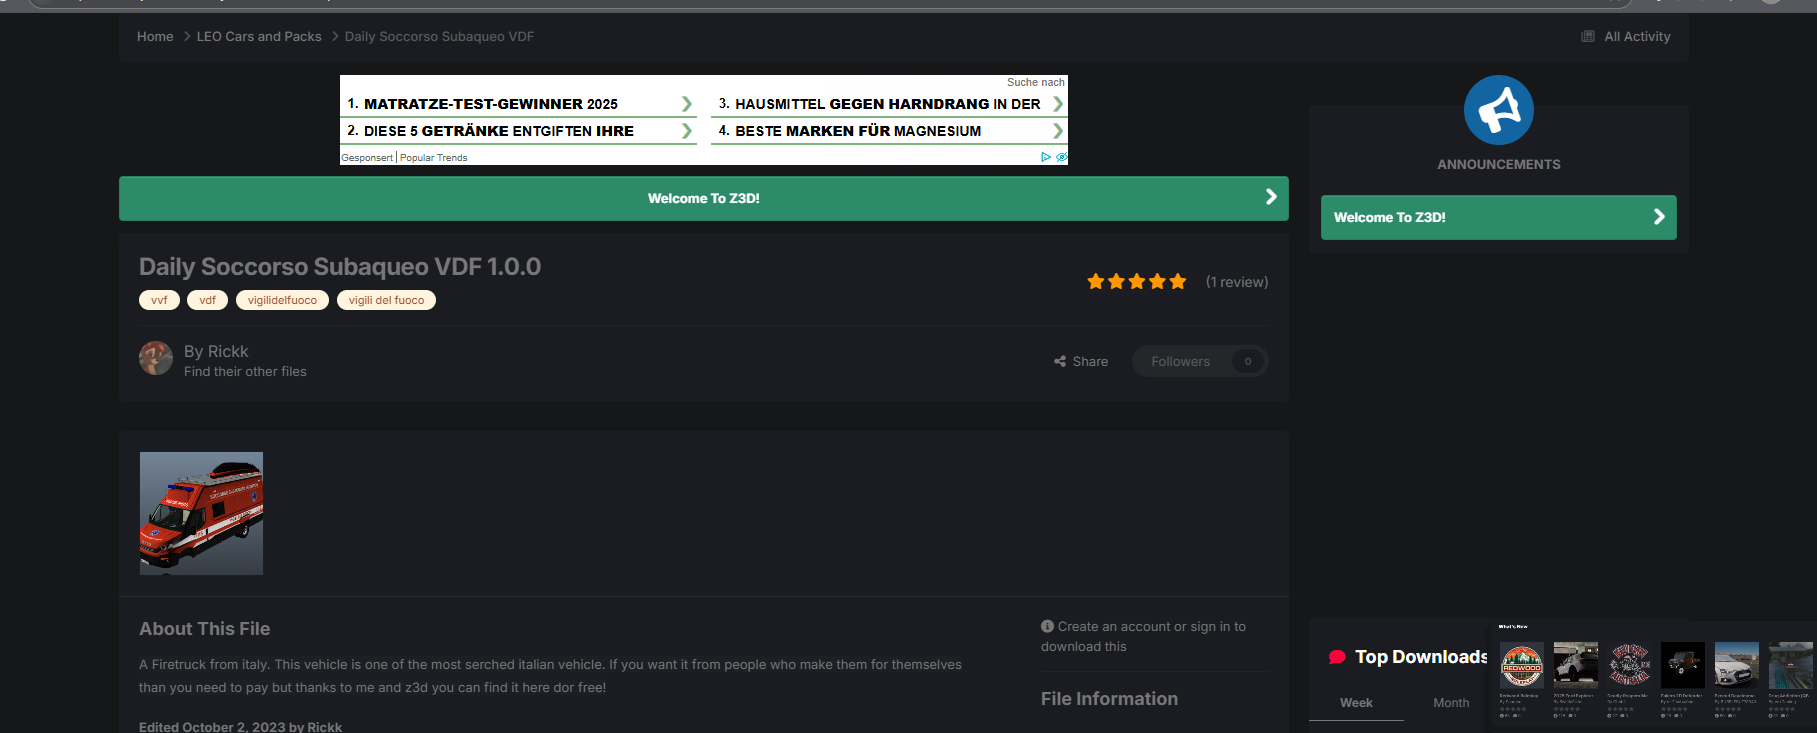 Home > LEO Cars and Packs > Daily Soccorso Subaqueo VDF
All Activity
Suche nach
1. MATRATZE-TEST-GEWINNER 2025
2. DIESE 5 GETRÄNKE ENTGIFTEN IHRE
3. HAUSMITTEL GEGEN HARNDRANG IN DER
4. BESTE MARKEN FÜR MAGNESIUM
Gesponsert | Popular Trends
Welcome To Z3D!
ANNOUNCEMENTS
Welcome To Z3D!
Daily Soccorso Subaqueo VDF 1.0.0
vvf vdf vigilidelfuoco vigili del fuoco
(1 review)
By Rickk
Find their other files
Share
Followers 0
About This File
A Firetruck from italy. This vehicle is one of the most serched italian vehicle. If you want it from people who make them for themselves
than you need to pay but thanks to me and z3d you can find it here dor free!
Edited October 2, 2023 by Rickk
Create an account or sign in to
download this
File Information
Top Downloads
Week Month
What's New
REDWOOD